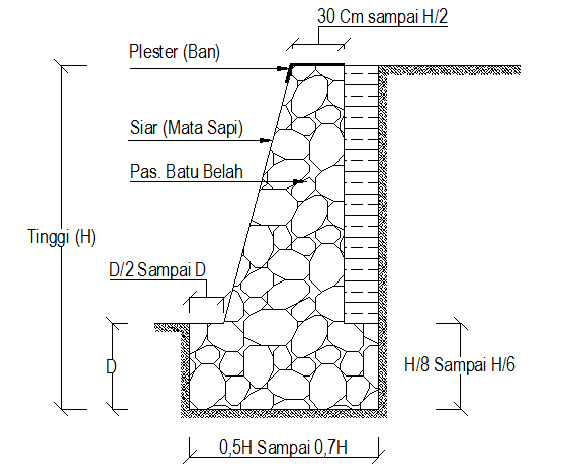 30 Cm sampai H/2
Plester (Ban)
Siar (Mata Sapi)
Pas. Batu Belah
Tinggi (H)
D/2 Sampai D
D
H/8 Sampai H/6
0,5H Sampai 0,7H